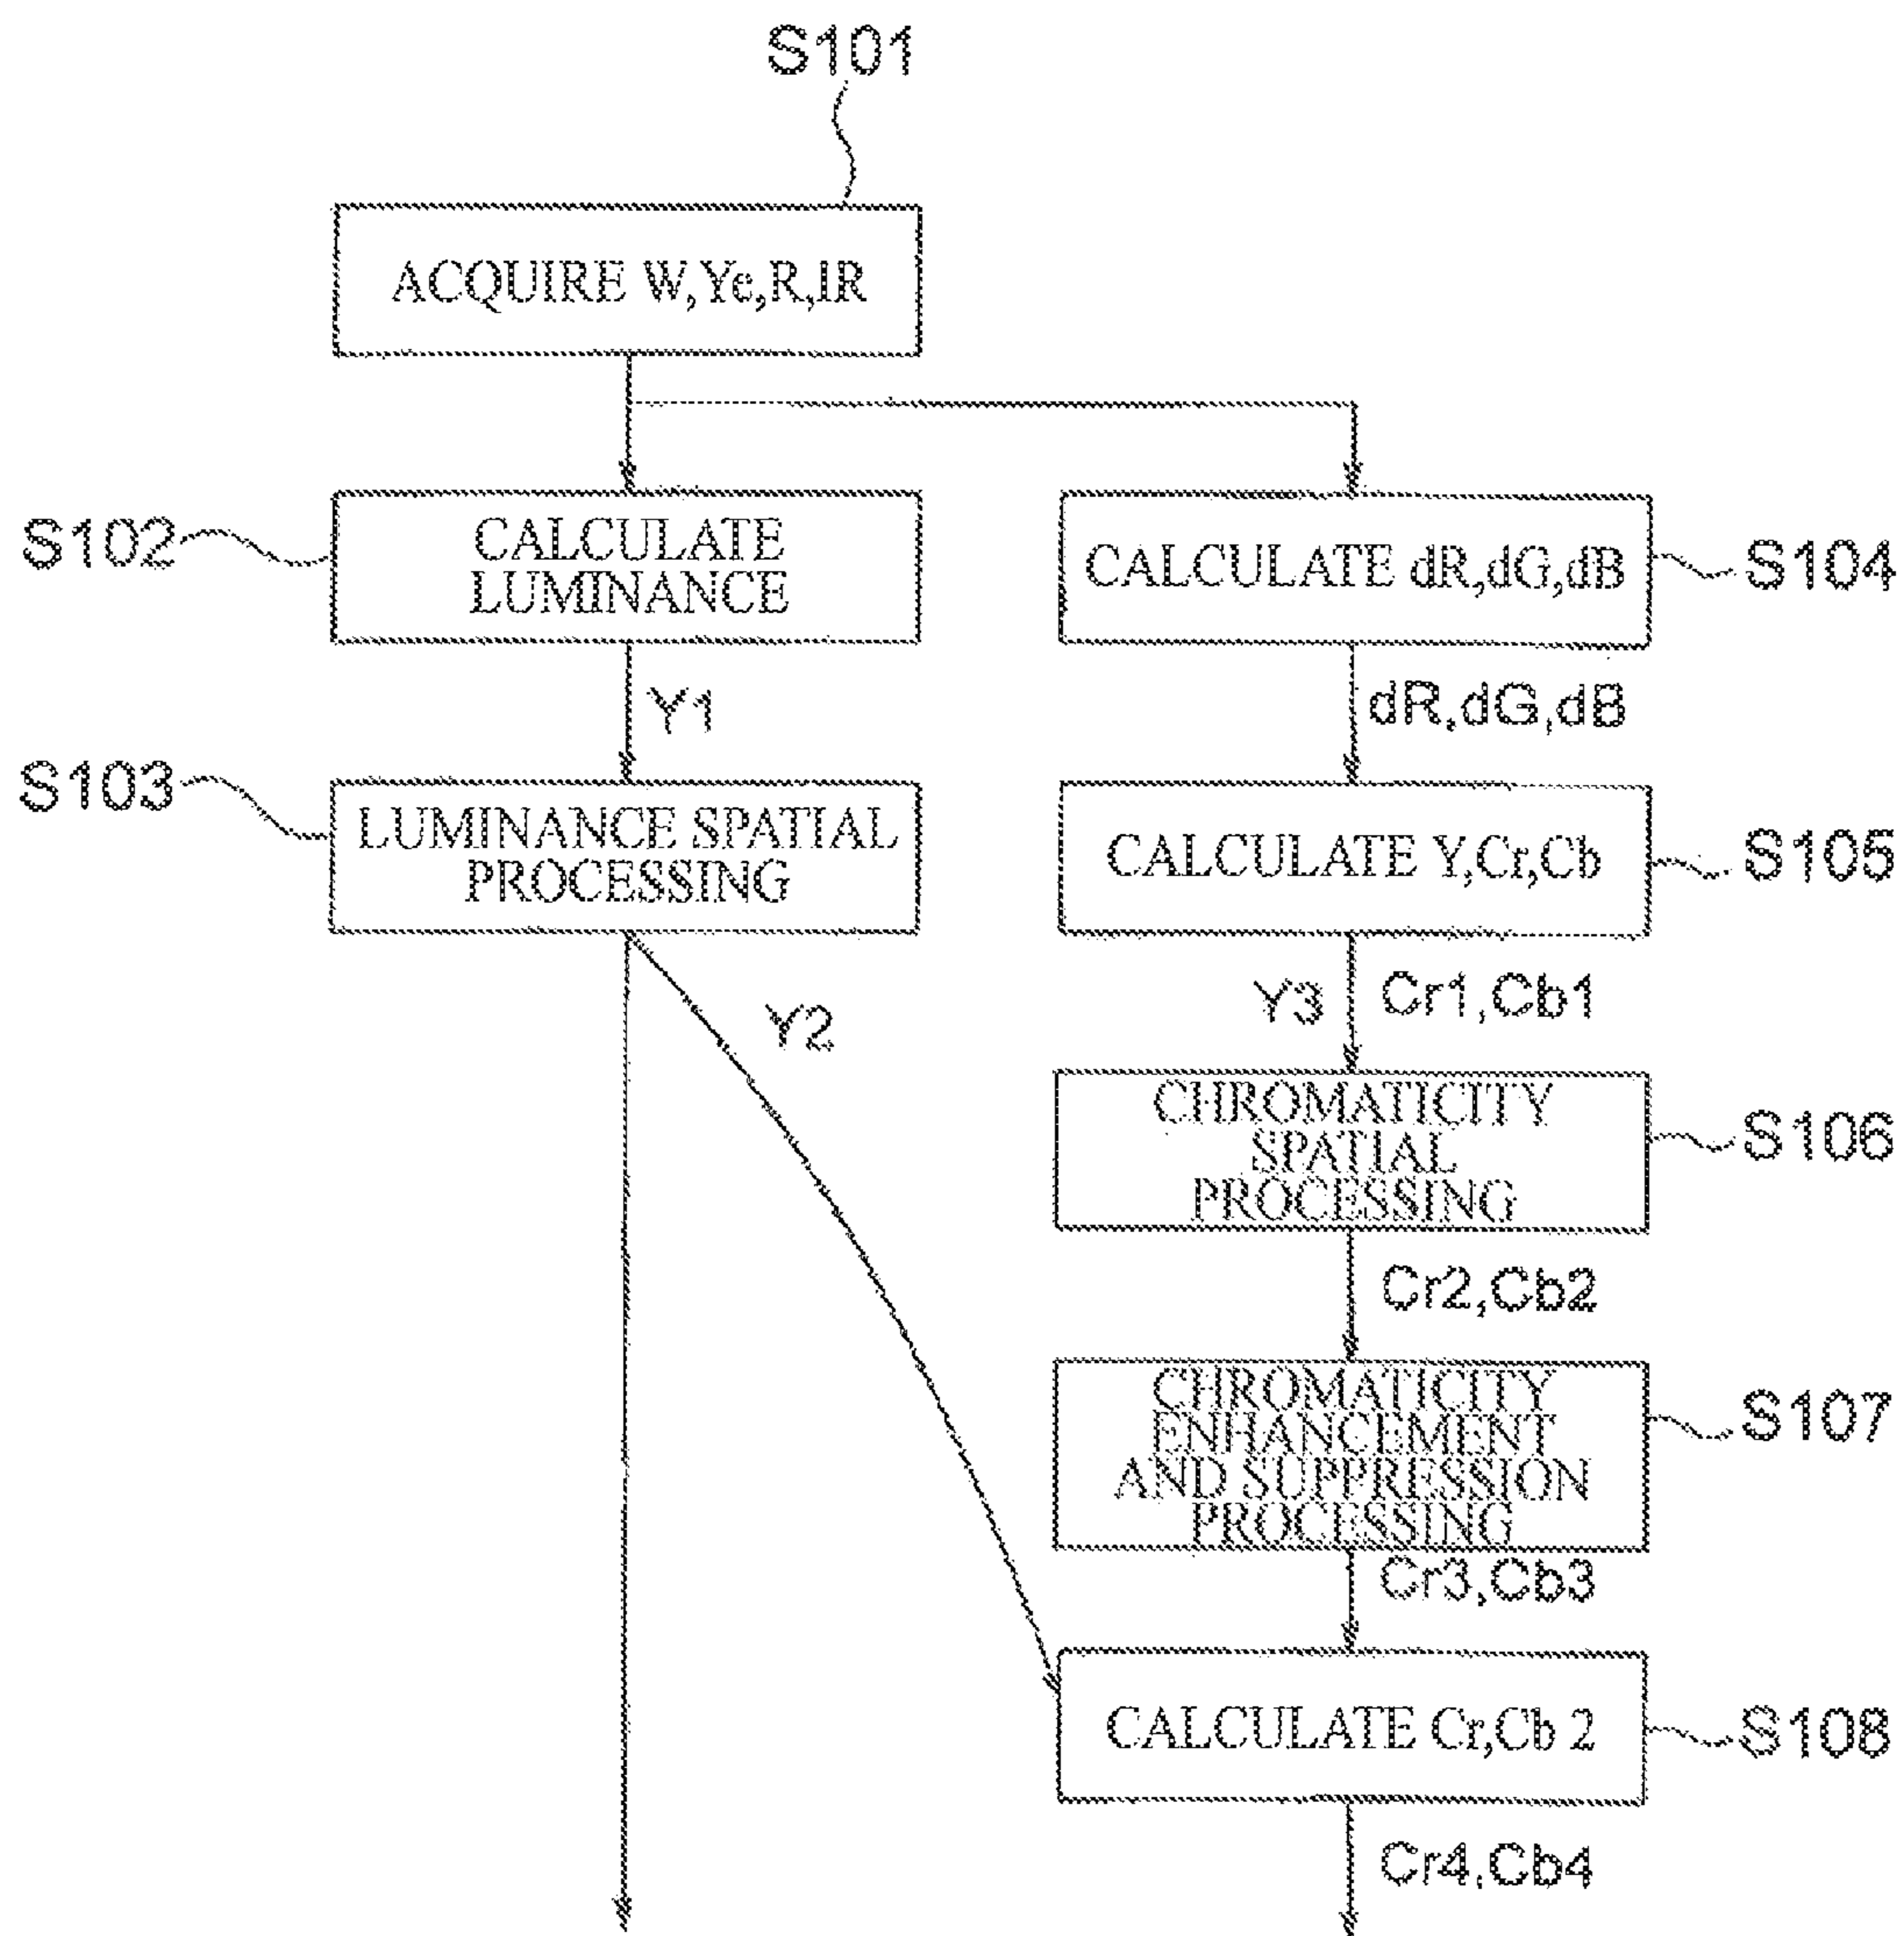 S101
ACQUIRE W,Ye,R,IR
S102
CALCULATE
LUMINANCE
CALCULATE dR,dG,dB
S104
Y1
dR,dG,dB
S103
LUMINANCE SPATIAL
PROCESSING
CALCULATE Y,Cr,Cb
S105
Y2
Y3
Cr1,Cb1
CHROMATICITY
SPATIAL
PROCESSING
S106
Cr2,Cb2
CHROMATICITY
ENHANCEMENT
AND SUPPRESSION
PROCESSING
S107
Cr3,Cb3
CALCULATE Cr,Cb 2
S108
Cr4,Cb4